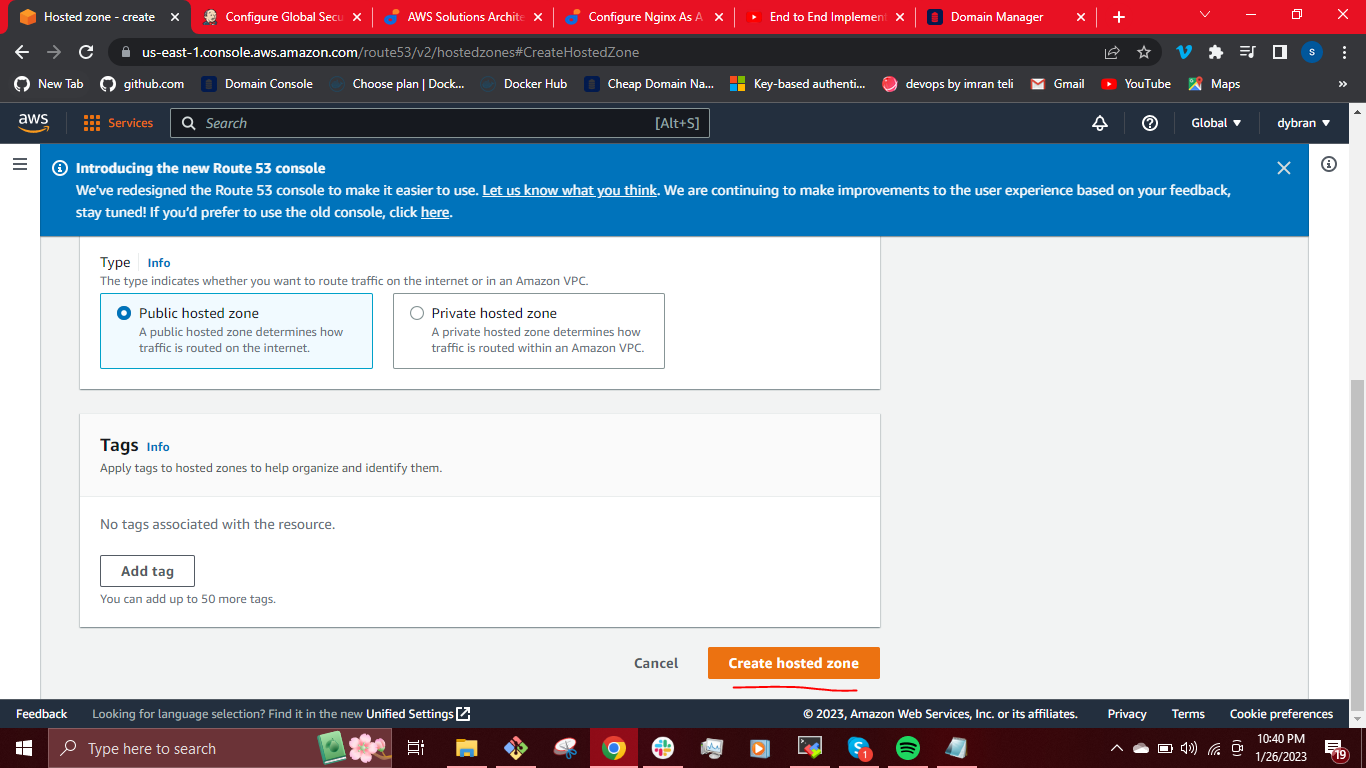 Hosted zone - create
Configure Global Secu
AWS Solutions Archite
Configure Nginx As A
End to End Implement
Domain Manager
us-east-1.console.aws.amazon.com/route53/v2/hostedzones#CreateHostedZone
S
New Tab
github.com
Domain Console
Choose plan | Dock...
Docker Hub
Cheap Domain Na...
Key-based authenti...
devops by imran teli
Gmail
YouTube
Maps
»
aws
Services
Search
[Alt+S]
Global
dybran
Introducing the new Route 53 console
We've redesigned the Route 53 console to make it easier to use. Let us know what you think. We are continuing to make improvements to the user experience based on your feedback,
stay tuned! If you'd prefer to use the old console, click here.
Type
Info
The type indicates whether you want to route traffic on the internet or in an Amazon VPC.
Public hosted zone
A public hosted zone determines how
traffic is routed on the internet.
Private hosted zone
A private hosted zone determines how
traffic is routed within an Amazon VPC.
Tags
Info
Apply tags to hosted zones to help organize and identify them.
No tags associated with the resource.
Add tag
You can add up to 50 more tags.
Cancel
Create hosted zone
Feedback
Looking for language selection? Find it in the new Unified Settings
© 2023, Amazon Web Services, Inc. or its affiliates.
Privacy
Terms
Cookie preferences
Type here to search
1
10:40 PM
1/26/2023
19